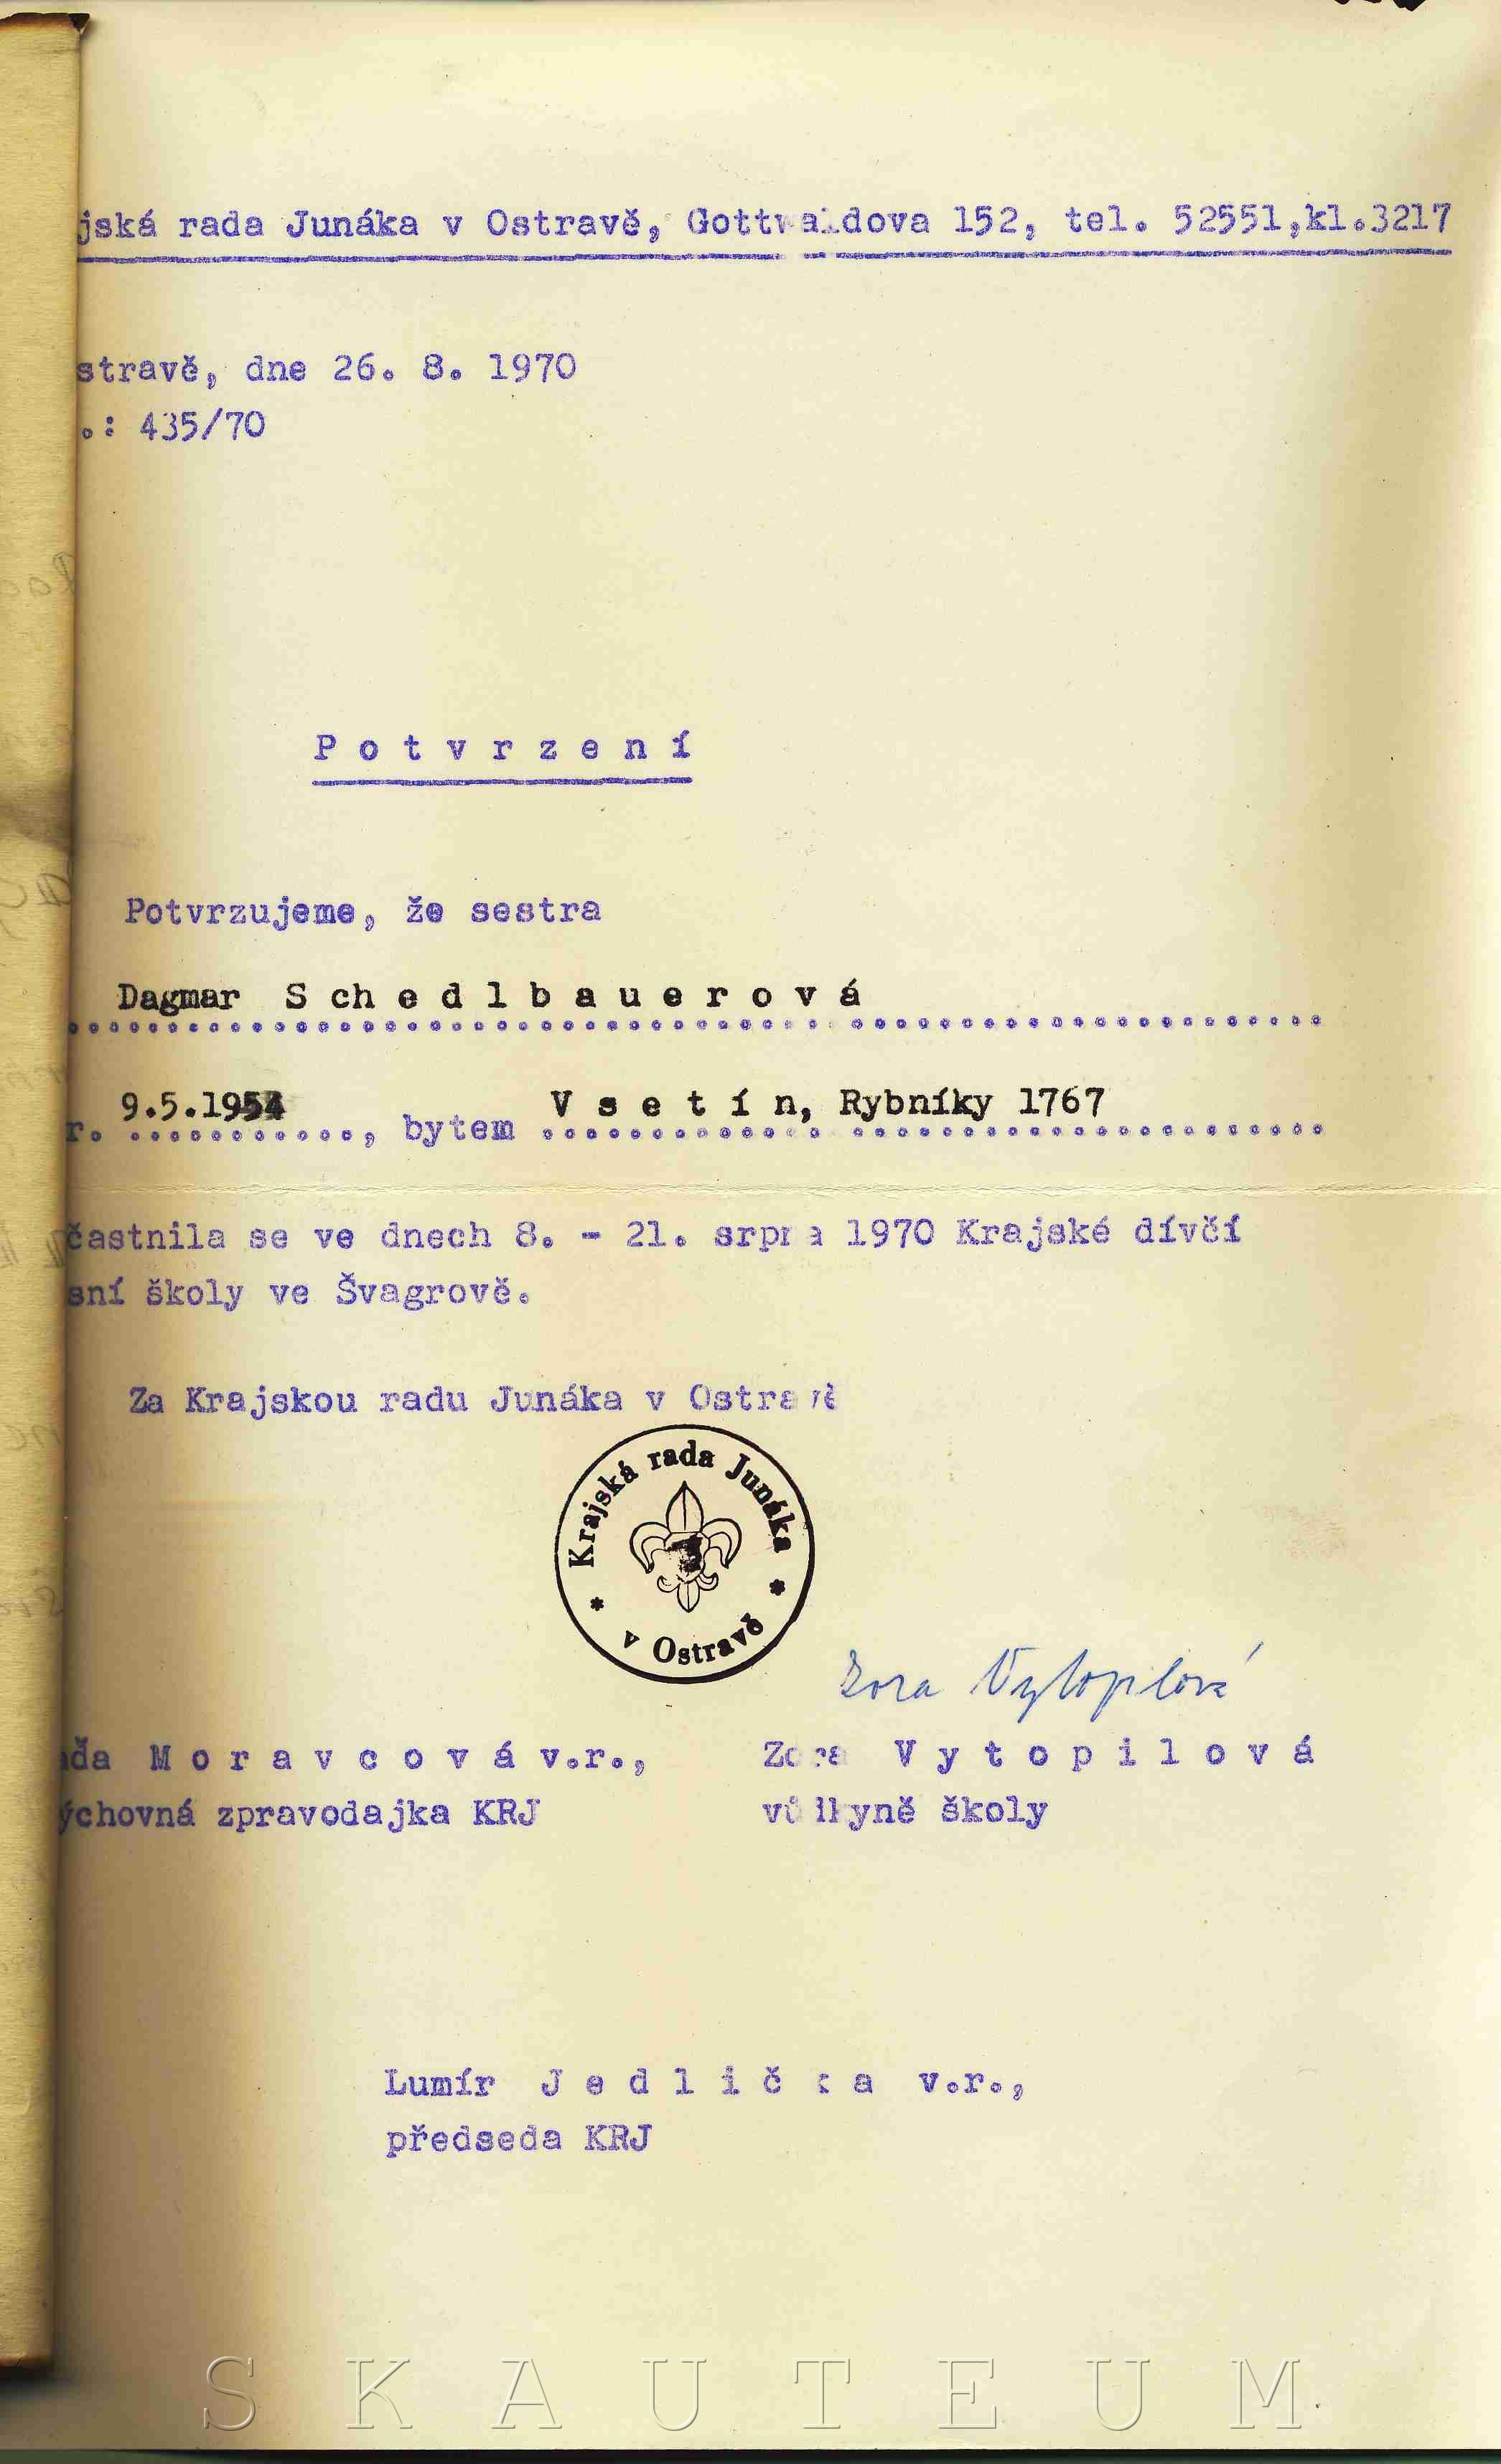 jská rada Junáka v Ostravě, Gottwaldova 152, tel. 52551,kl.3217
stravě, dne 26. 8. 1970
.: 435/70
P o t v r z e n í
Potvrzujeme, že sestra
Dagmar S ch e d l b a u e r o v á
r. 9.5.1954, bytem V s e t í n, Rybníky 1767
častnila se ve dnech 8. - 21. srpna 1970 Krajské dívčí
sní školy ve Švagrově.
Za Krajskou radu Junáka v Ostravě
Krajská rada Junáka * v Ostravě *
Zora Vytopilová
ďa M o r a v c o v á v.r., Zora V y t o p i l o v á
ýchovná zpravodajka KRJ vůdkyně školy
Lumír J e d l i č k a v.r.,
předseda KRJ
SKAUTEUM